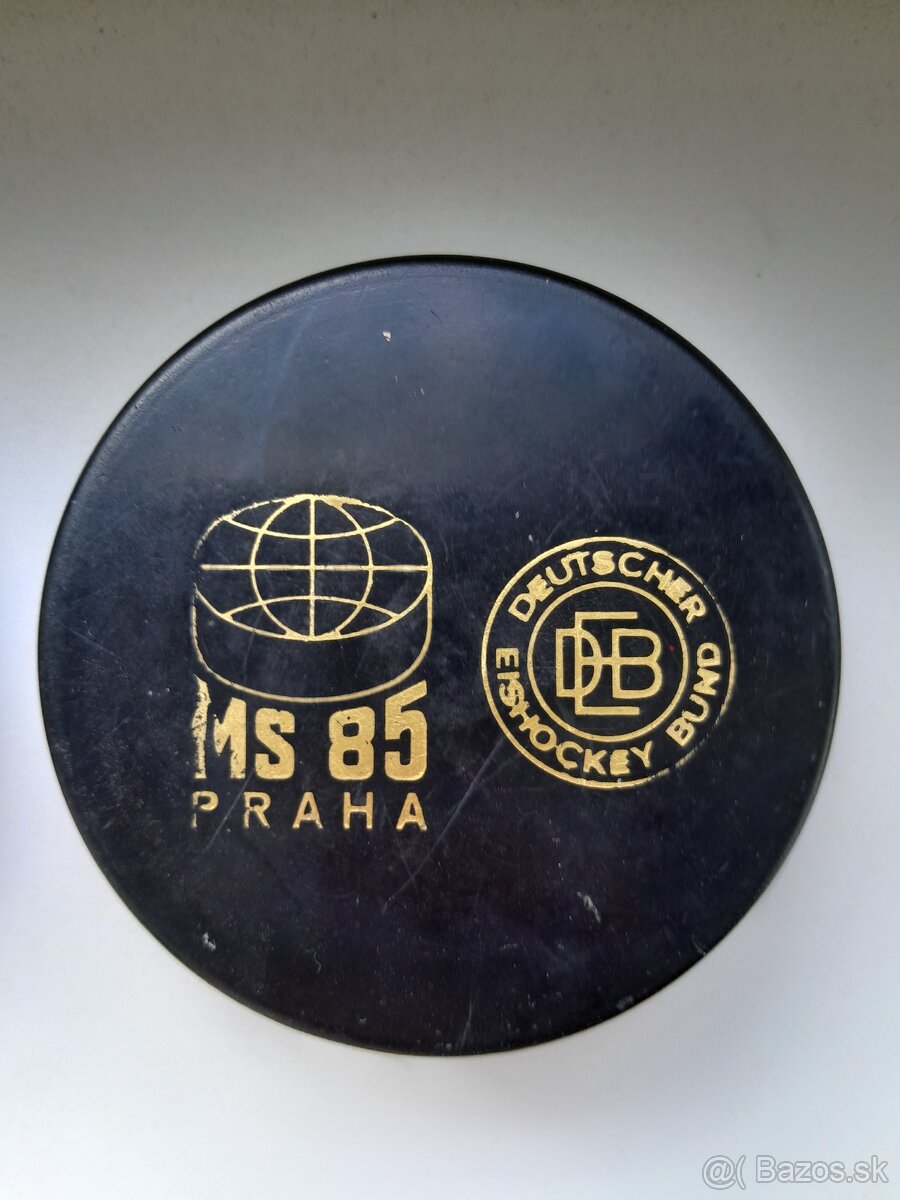 MS 85
PRAHA
DEUTSCHER
EISHOCKEY BUND
DEB
@( Bazos.sk